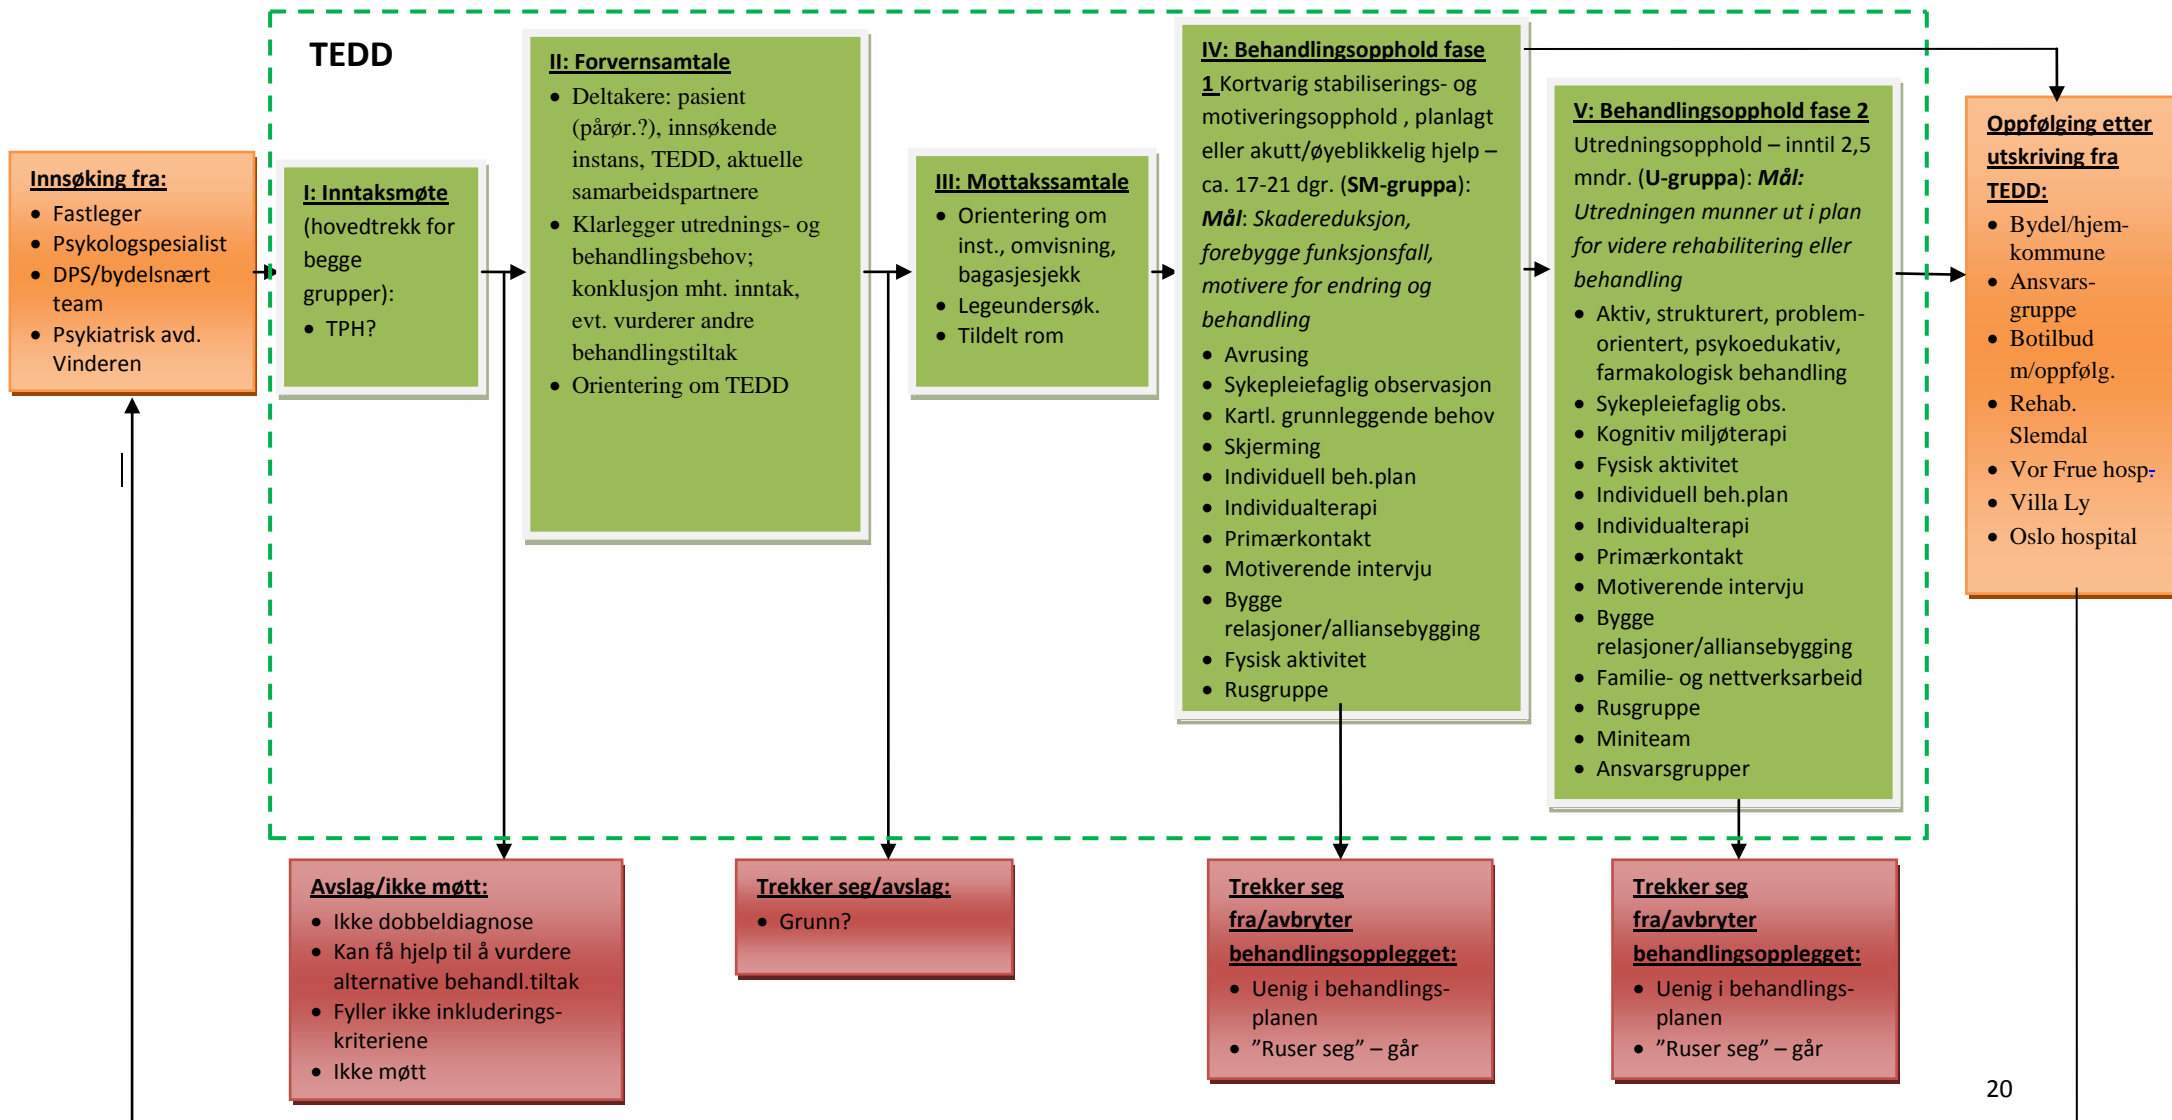 TEDD
Innsøking fra:
• Fastleger
• Psykologspesialist
• DPS/bydelsnært
team
• Psykiatrisk avd.
Vinderen
I: Inntaksmøte
(hovedtrekk for
begge
grupper):
• TPH?
II: Forvernsamtale
• Deltakere: pasient
(pårør.?), innsøkende
instans, TEDD, aktuelle
samarbeidspartnere
• Klarlegger utrednings- og
behandlingsbehov;
konklusjon mht. inntak,
evt. vurderer andre
behandlingstiltak
• Orientering om TEDD
III: Mottakssamtale
• Orientering om
inst., omvisning,
bagasjesjekk
• Legeundersøk.
• Tildelt rom
IV: Behandlingsopphold fase
1 Kortvarig stabiliserings- og
motiveringsopphold , planlagt
eller akutt/øyeblikkelig hjelp –
ca. 17-21 dgr. (SM-gruppa):
Mål: Skadereduksjon,
forebygge funksjonsfall,
motivere for endring og
behandling
• Avrusing
• Sykepleiefaglig observasjon
• Kartl. grunnleggende behov
• Skjerming
• Individuell beh.plan
• Individualterapi
• Primærkontakt
• Motiverende intervju
• Bygge
relasjoner/alliansebygging
• Fysisk aktivitet
• Rusgruppe
V: Behandlingsopphold fase 2
Utredningsopphold – inntil 2,5
mndr. (U-gruppa): Mål:
Utredningen munner ut i plan
for videre rehabilitering eller
behandling
• Aktiv, strukturert, problem-
orientert, psykoedukativ,
farmakologisk behandling
• Sykepleiefaglig obs.
• Kognitiv miljøterapi
• Fysisk aktivitet
• Individuell beh.plan
• Individualterapi
• Primærkontakt
• Motiverende intervju
• Bygge
relasjoner/alliansebygging
• Familie- og nettverksarbeid
• Rusgruppe
• Miniteam
• Ansvarsgrupper
Oppfølging etter
utskriving fra
TEDD:
• Bydel/hjem-
kommune
• Ansvars-
gruppe
• Botilbud
m/oppfølg.
• Rehab.
Slemdal
• Vor Frue hosp.
• Villa Ly
• Oslo hospital
Avslag/ikke møtt:
• Ikke dobbeldiagnose
• Kan få hjelp til å vurdere
alternative behandl.tiltak
• Fyller ikke inkluderings-
kriteriene
• Ikke møtt
Trekker seg/avslag:
• Grunn?
Trekker seg
fra/avbryter
behandlingsopplegget:
• Uenig i behandlings-
planen
• ”Ruser seg” – går
Trekker seg
fra/avbryter
behandlingsopplegget:
• Uenig i behandlings-
planen
• ”Ruser seg” – går
20